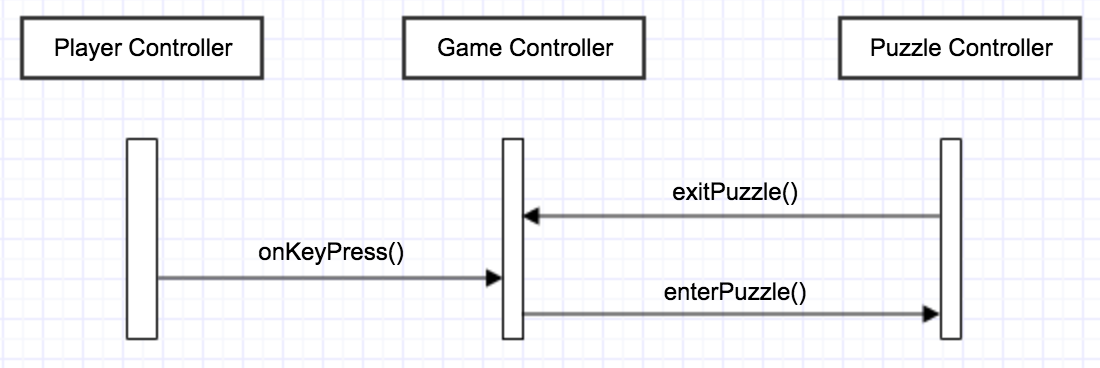 Player Controller
Game Controller
Puzzle Controller
exitPuzzle()
onKeyPress()
enterPuzzle()